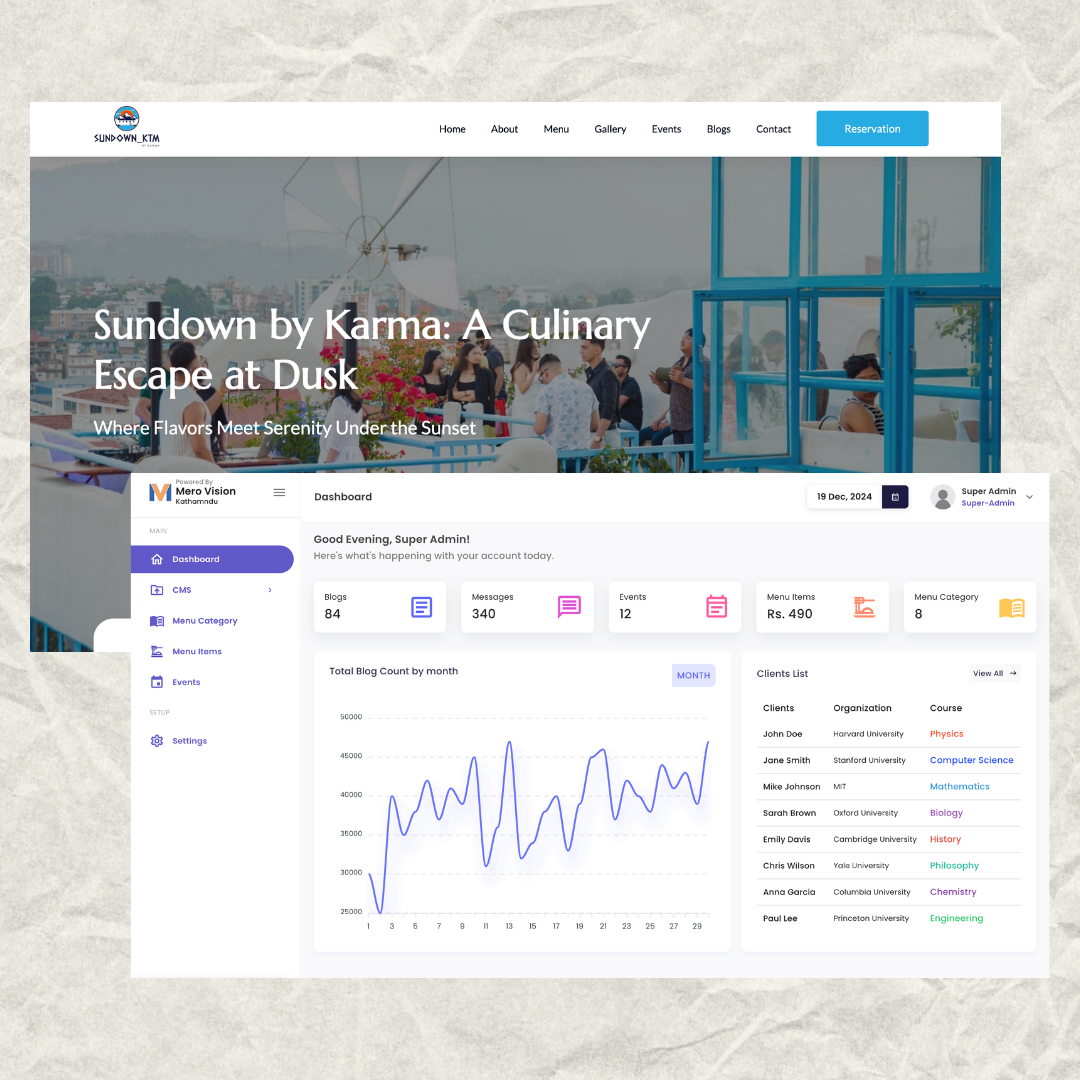 SUNDOWN_KTM
Home About Menu Gallery Events Blogs Contact Reservation
Sundown by Karma: A Culinary
Escape at Dusk
Where Flavors Meet Serenity Under the Sunset
Powered By
Mero Vision
Kathamndu
Dashboard
19 Dec, 2024
Super Admin
Super-Admin
MAIN
Dashboard
CMS
Menu Category
Menu Items
Events
SETUP
Settings
Good Evening, Super Admin!
Here's what's happening with your account today.
Blogs
84
Messages
340
Events
12
Menu Items
Rs. 490
Menu Category
8
Total Blog Count by month
MONTH
50000
45000
40000
35000
30000
25000
1 3 5 7 9 11 13 15 17 19 21 23 25 27 29
Clients List
View All
Clients Organization Course
John Doe Harvard University Physics
Jane Smith Stanford University Computer Science
Mike Johnson MIT Mathematics
Sarah Brown Oxford University Biology
Emily Davis Cambridge University History
Chris Wilson Yale University Philosophy
Anna Garcia Columbia University Chemistry
Paul Lee Princeton University Engineering